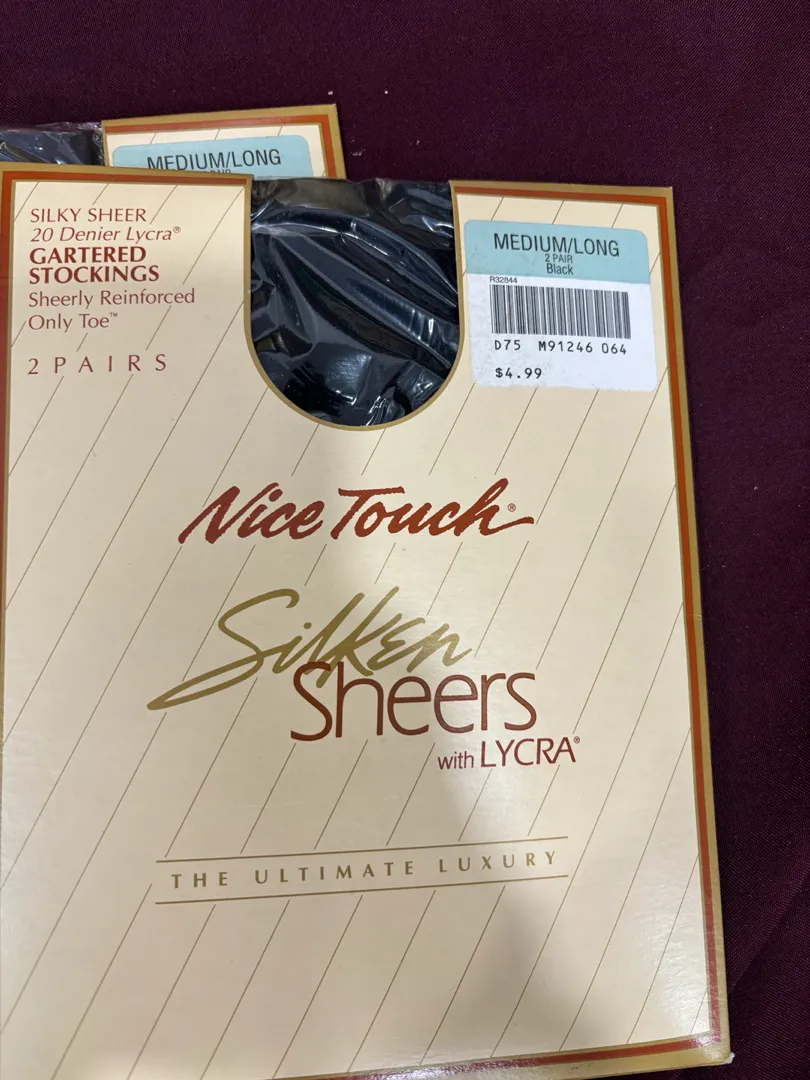 MEDIUM/LONG
SILKY SHEER
20 Denier Lycra®
GARTERED
STOCKINGS
Sheerly Reinforced
Only Toe™
2 PAIRS
MEDIUM/LONG
2 PAIR
Black
R32844
D75 M91246 064
$4.99
Nice Touch®
Silken
Sheers
with LYCRA®
THE ULTIMATE LUXURY